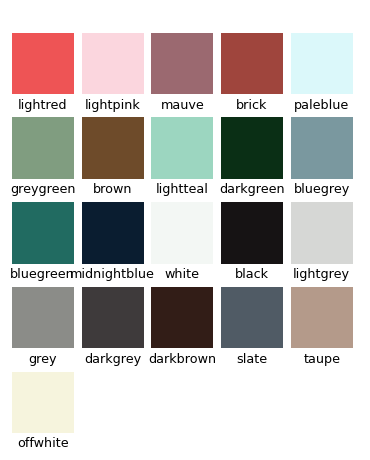 lightred lightpink mauve brick paleblue
greygreen brown lightteal darkgreen bluegrey
bluegreen midnightblue white black lightgrey
grey darkgrey darkbrown slate taupe
offwhite